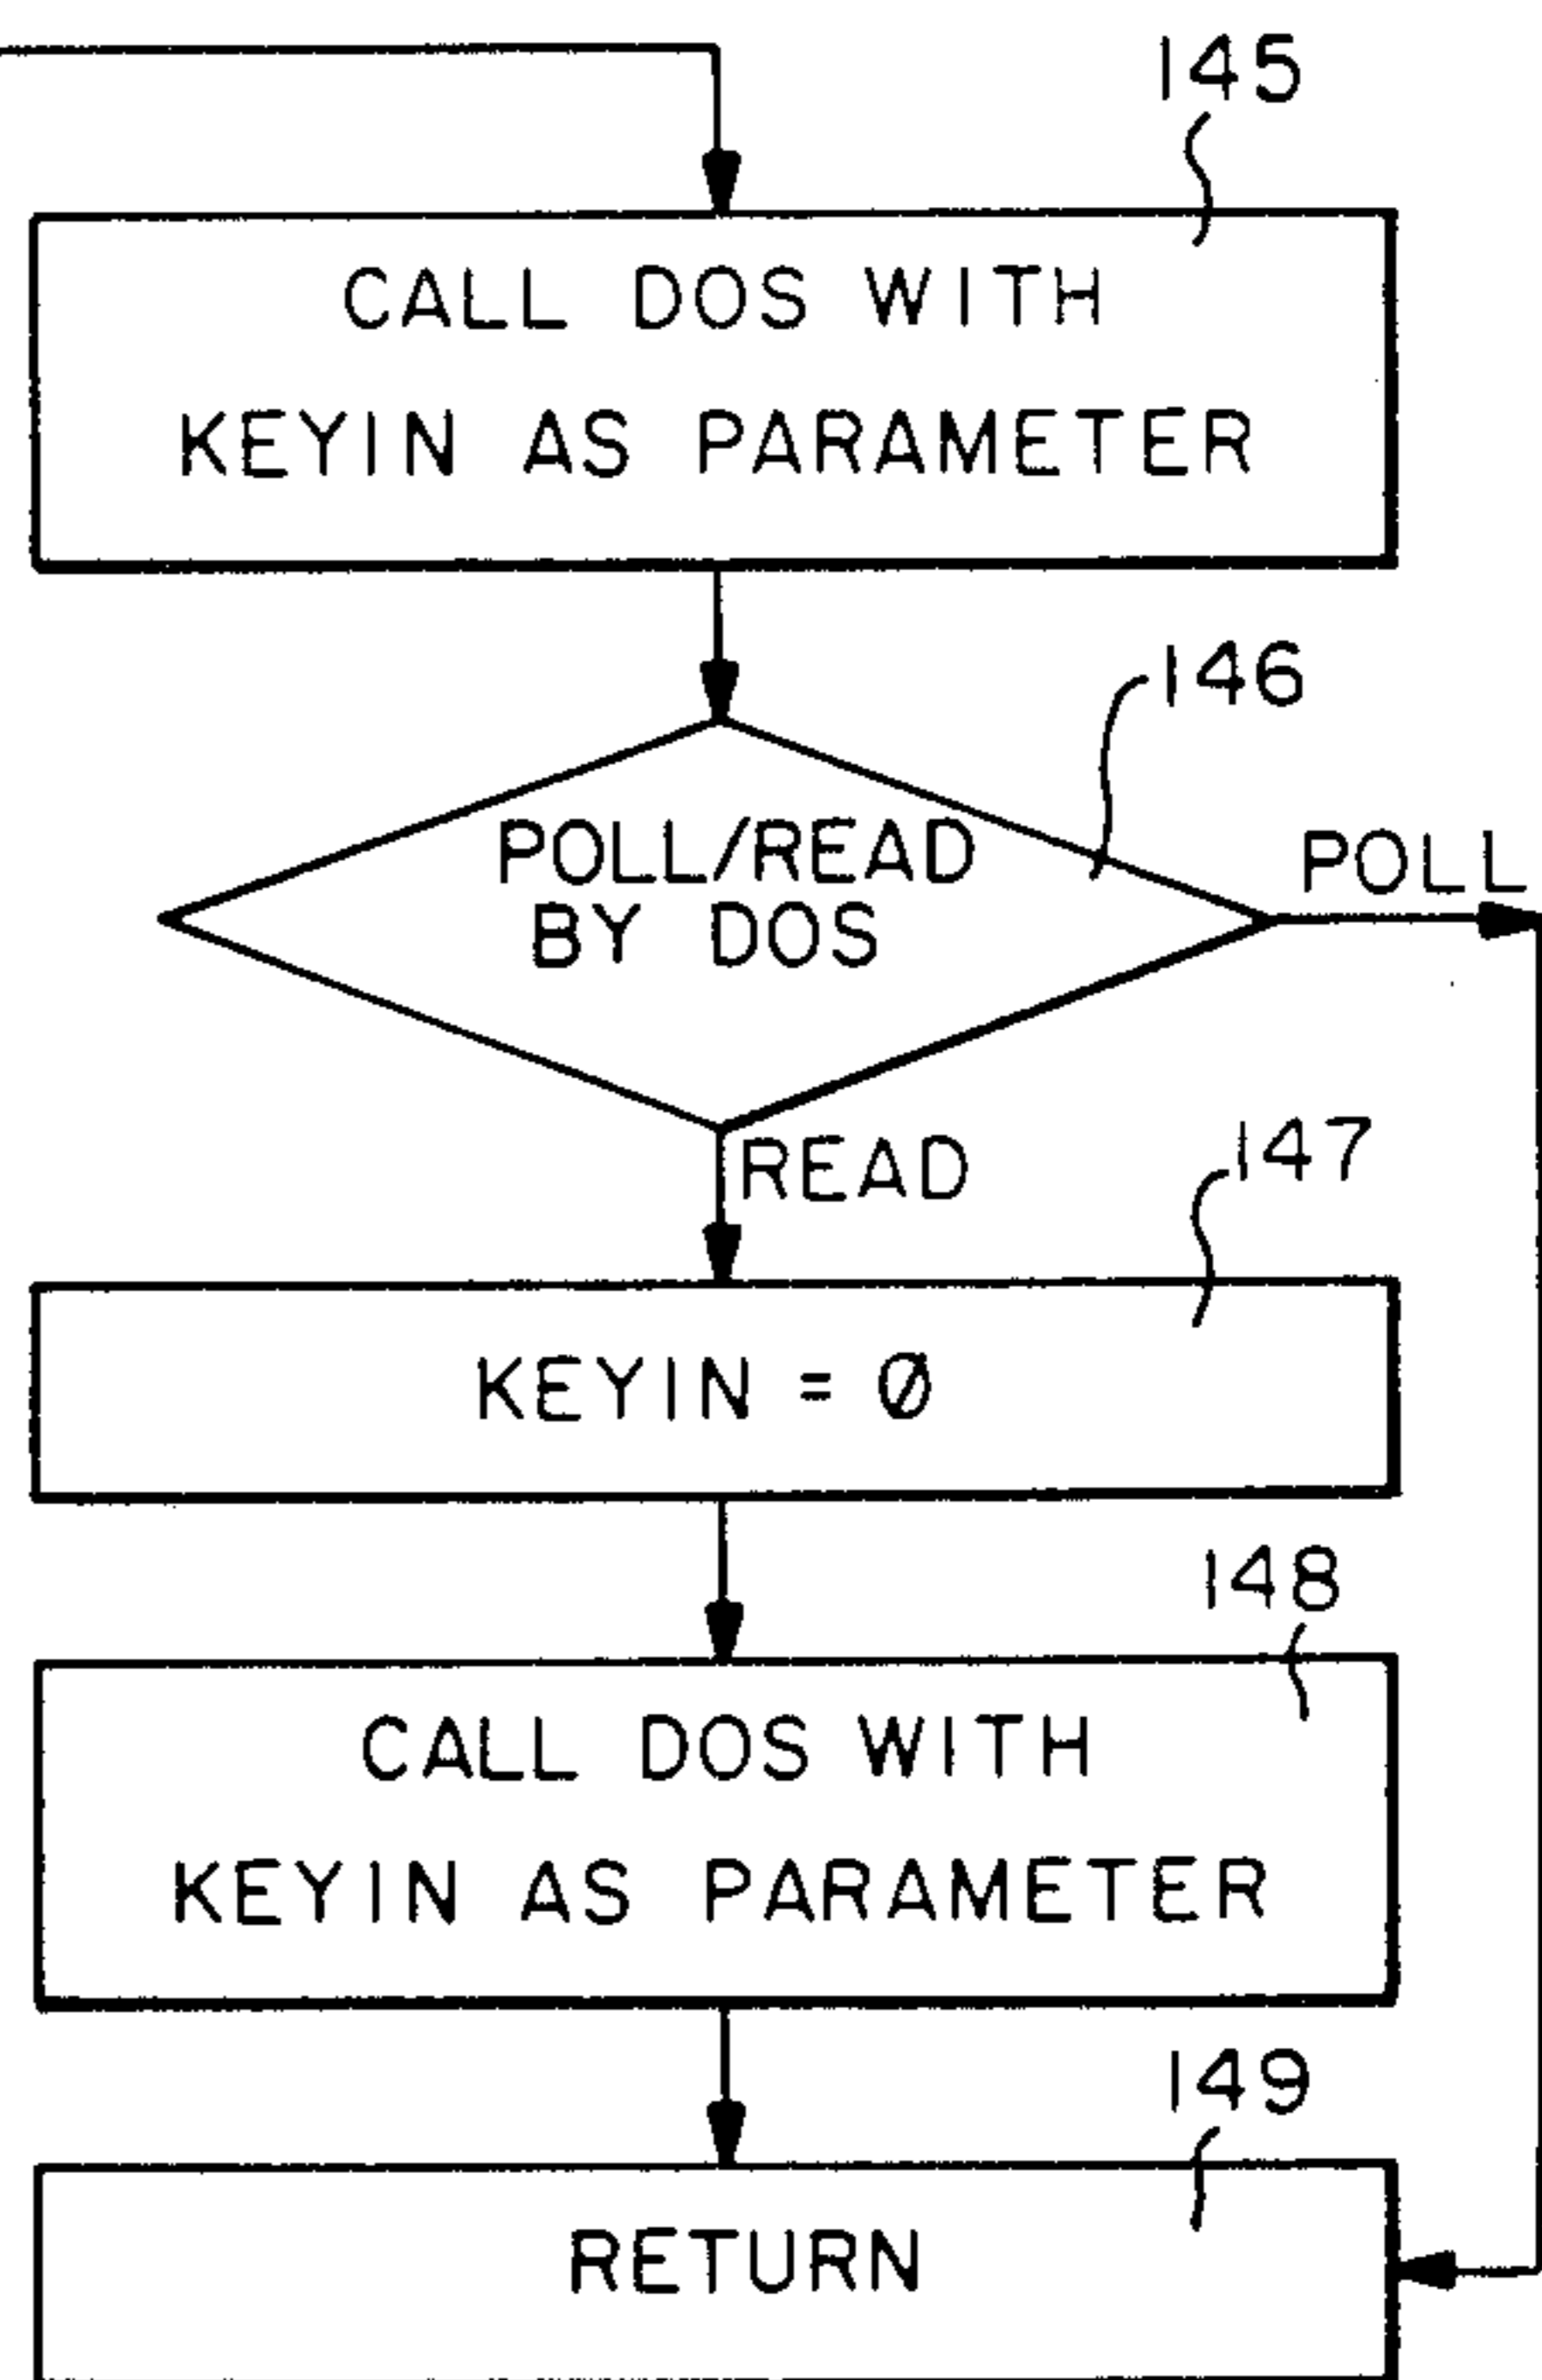 145
CALL DOS WITH
KEYIN AS PARAMETER
146
POLL/READ
BY DOS
POLL
READ
147
KEYIN = Ø
148
CALL DOS WITH
KEYIN AS PARAMETER
149
RETURN